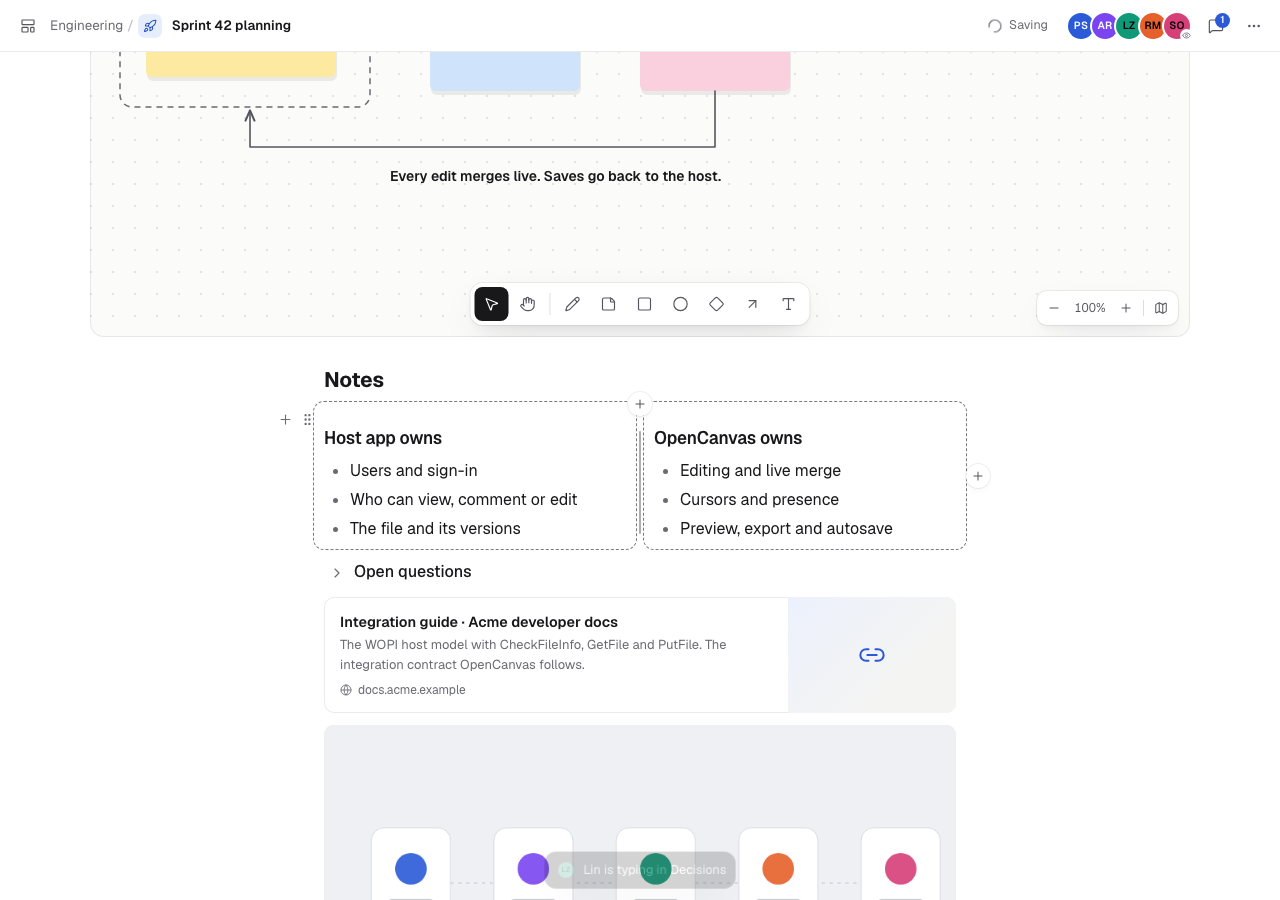 Engineering / Sprint 42 planning
Saving
PS AR LZ RM SO
1
Every edit merges live. Saves go back to the host.
100%
Notes
Host app owns
Users and sign-in
Who can view, comment or edit
The file and its versions
OpenCanvas owns
Editing and live merge
Cursors and presence
Preview, export and autosave
Open questions
Integration guide · Acme developer docs
The WOPI host model with CheckFileInfo, GetFile and PutFile. The
integration contract OpenCanvas follows.
docs.acme.example
LZ Lin is typing in Decisions